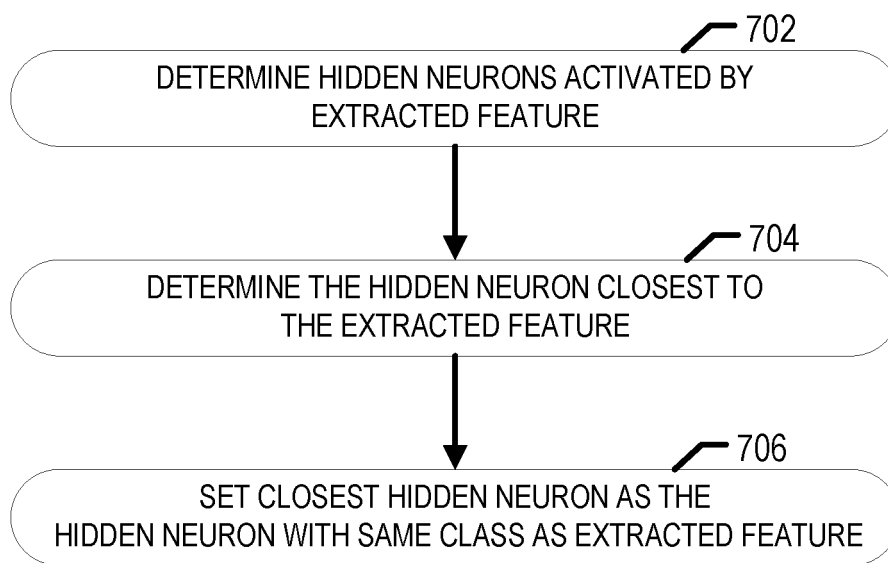 702
DETERMINE HIDDEN NEURONS ACTIVATED BY
EXTRACTED FEATURE
704
DETERMINE THE HIDDEN NEURON CLOSEST TO
THE EXTRACTED FEATURE
706
SET CLOSEST HIDDEN NEURON AS THE
HIDDEN NEURON WITH SAME CLASS AS EXTRACTED FEATURE